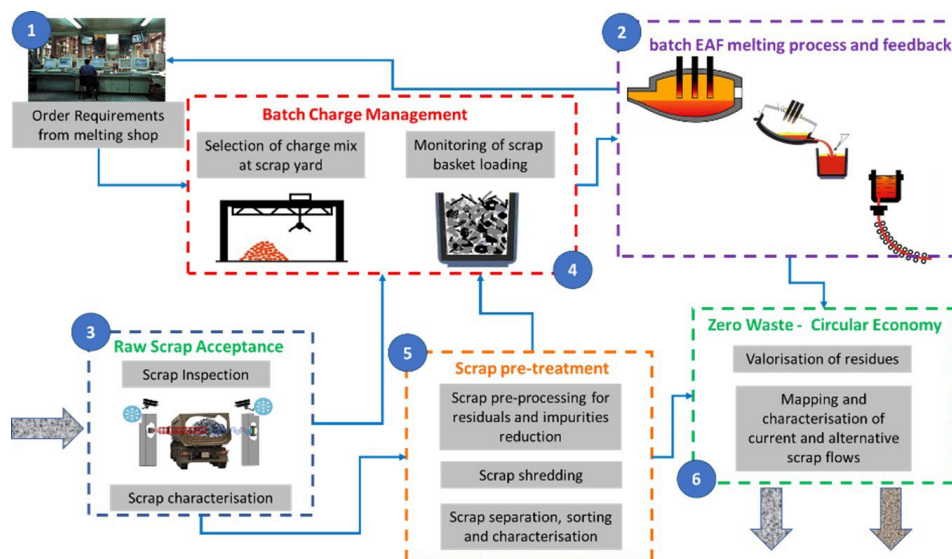 1
Order Requirements
from melting shop
2
batch EAF melting process and feedback
Batch Charge Management
Selection of charge mix
at scrap yard
Monitoring of scrap
basket loading
4
3
Raw Scrap Acceptance
Scrap Inspection
Scrap characterisation
5
Scrap pre-treatment
Scrap pre-processing for
residuals and impurities
reduction
Scrap shredding
Scrap separation, sorting
and characterisation
Zero Waste - Circular Economy
Valorisation of residues
Mapping and
characterisation of
current and alternative
scrap flows
6